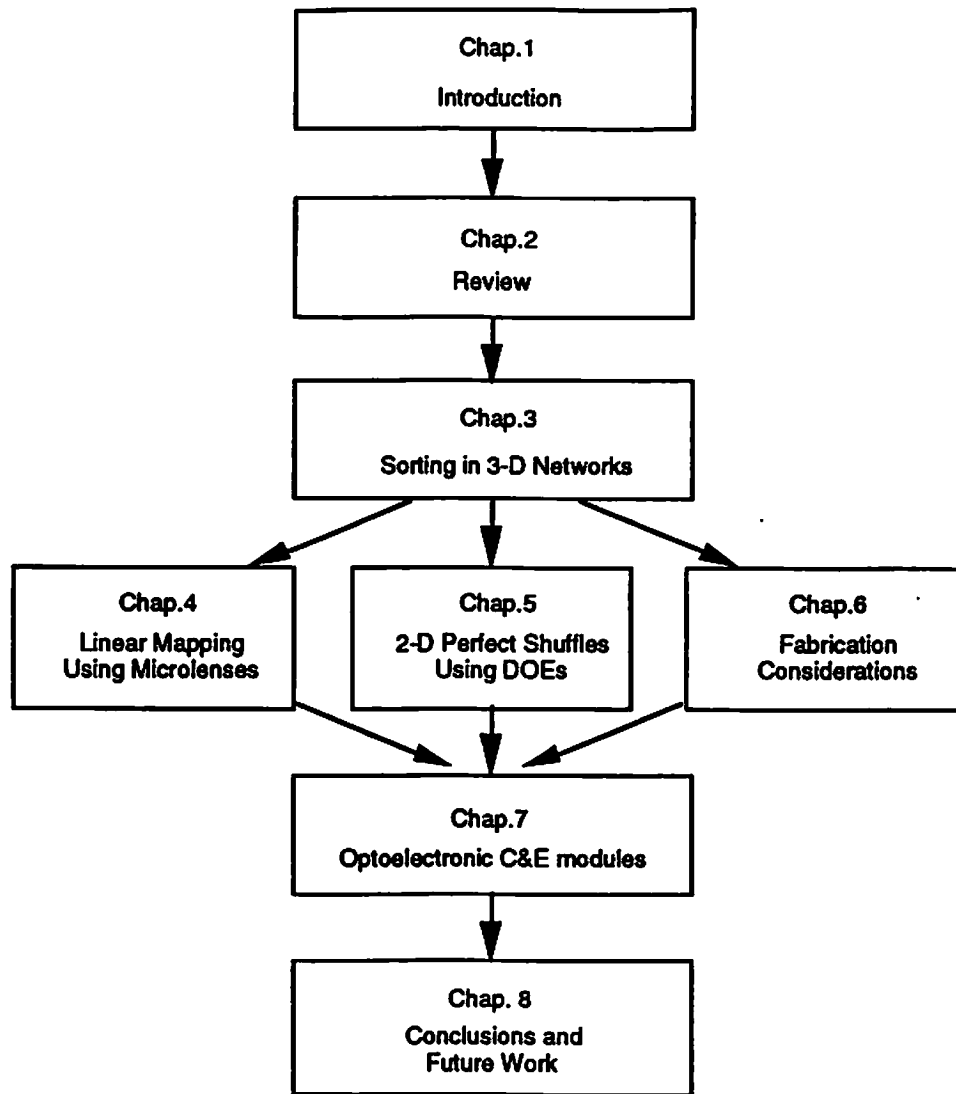 Chap.1
Introduction
Chap.2
Review
Chap.3
Sorting in 3-D Networks
Chap.4
Linear Mapping
Using Microlenses
Chap.5
2-D Perfect Shuffles
Using DOEs
Chap.6
Fabrication
Considerations
Chap.7
Optoelectronic C&E modules
Chap. 8
Conclusions and
Future Work